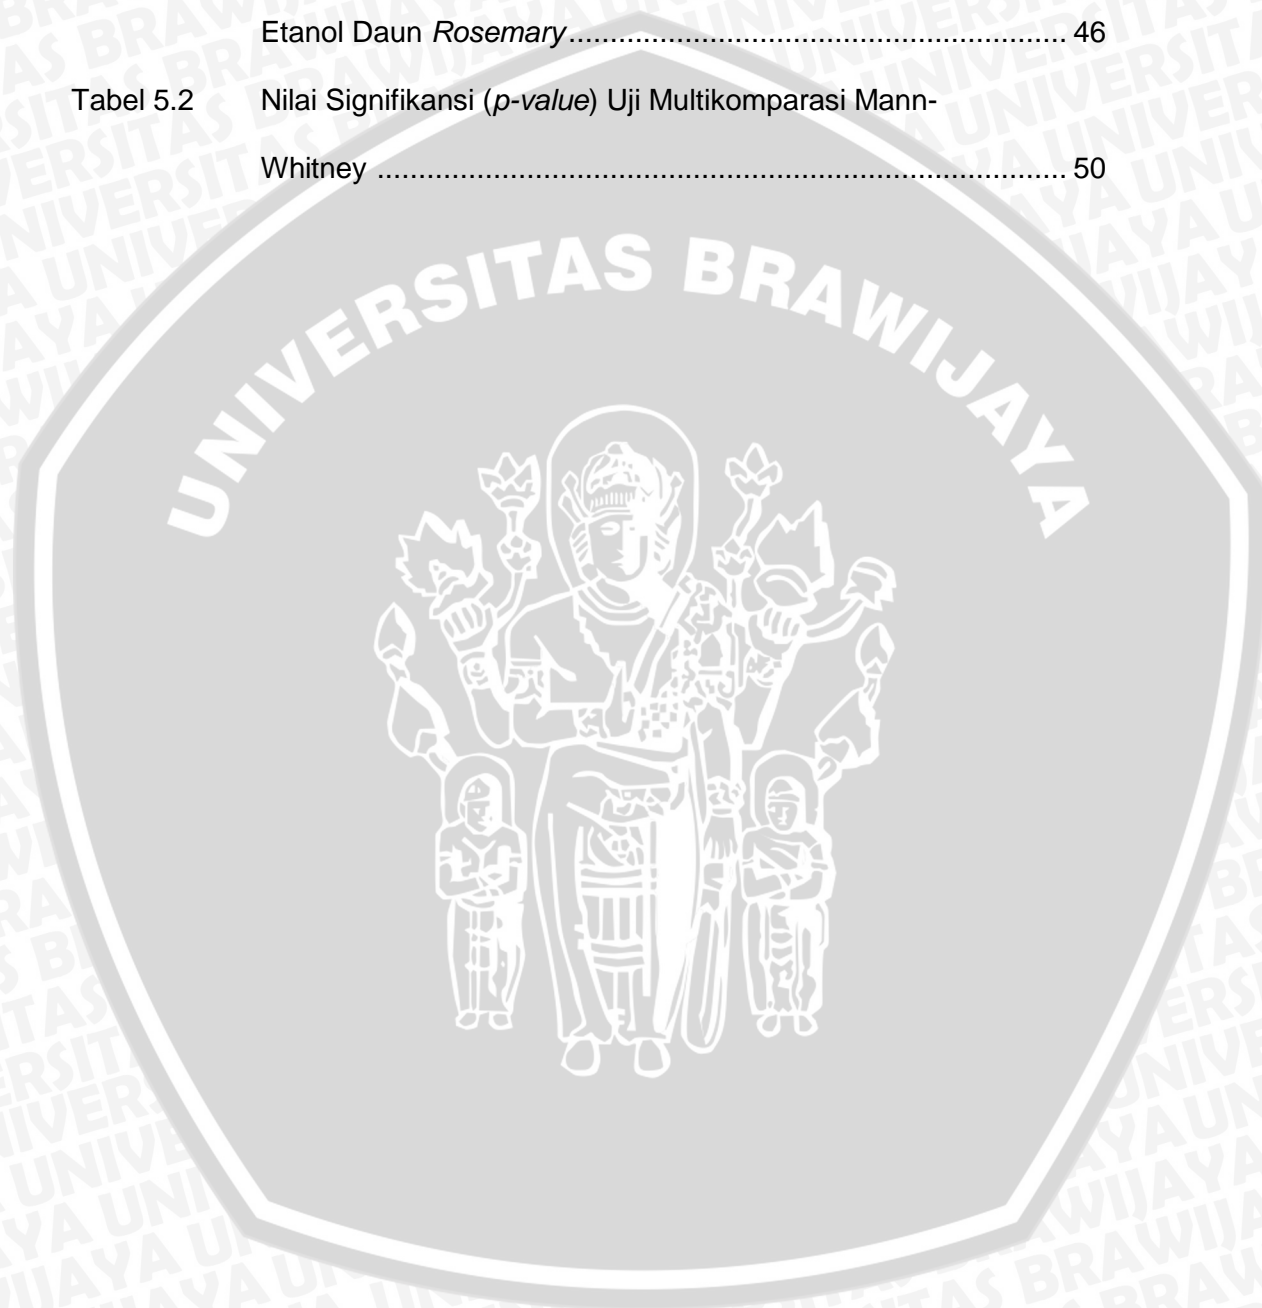 Etanol Daun Rosemary............................................................ 46
Tabel 5.2 Nilai Signifikansi (p-value) Uji Multikomparasi Mann-
Whitney ................................................................................... 50
UNIVERSITAS BRAWIJAYA